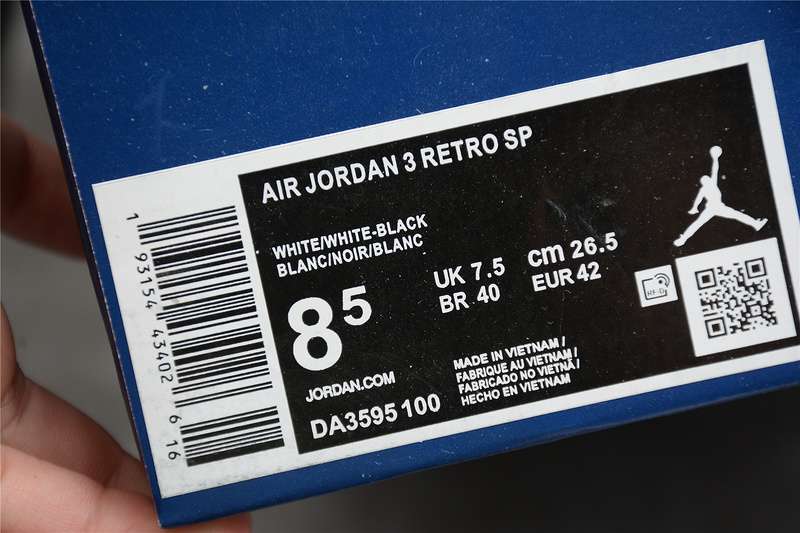 AIR JORDAN 3 RETRO SP
WHITE/WHITE-BLACK
BLANC/NOIR/BLANC
8⁵
UK 7.5
BR 40
cm 26.5
EUR 42
JORDAN.COM
DA3595 100
MADE IN VIETNAM /
FABRIQUE AU VIETNAM /
FABRICADO NO VIETNÃ /
HECHO EN VIETNAM
RFID
1 93154 43402 6 16